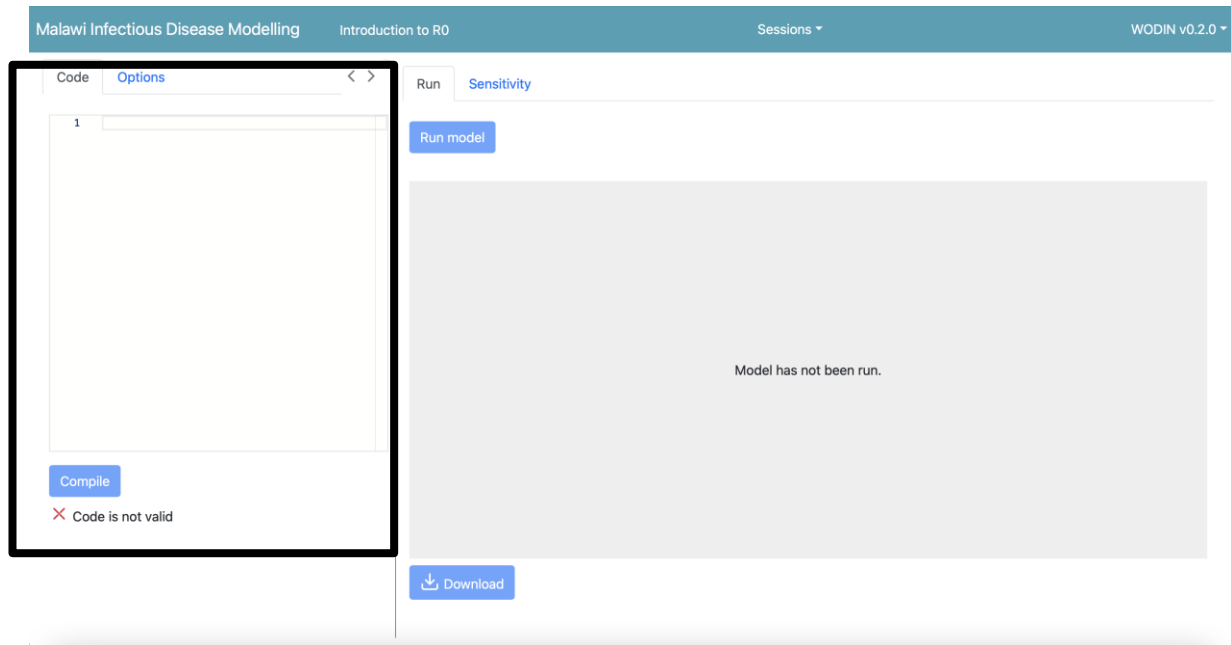 Malawi Infectious Disease Modelling Introduction to R0 Sessions WODIN v0.2.0
Code Options
Run Sensitivity
1
Run model
Model has not been run.
Compile
Code is not valid
Download